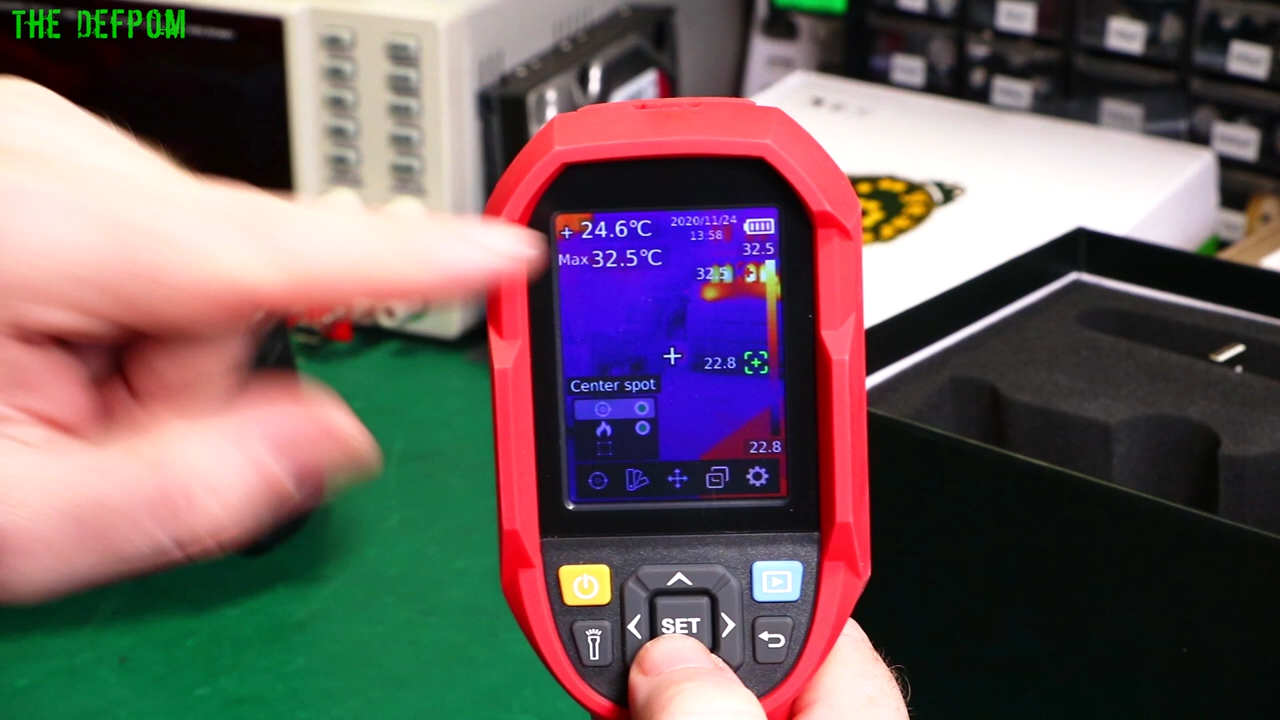 THE DEFPOM
+ 24.6°C
2020/11/24
13:58
Max 32.5°C
32.5
32.5
22.8
Center spot
22.8
SET